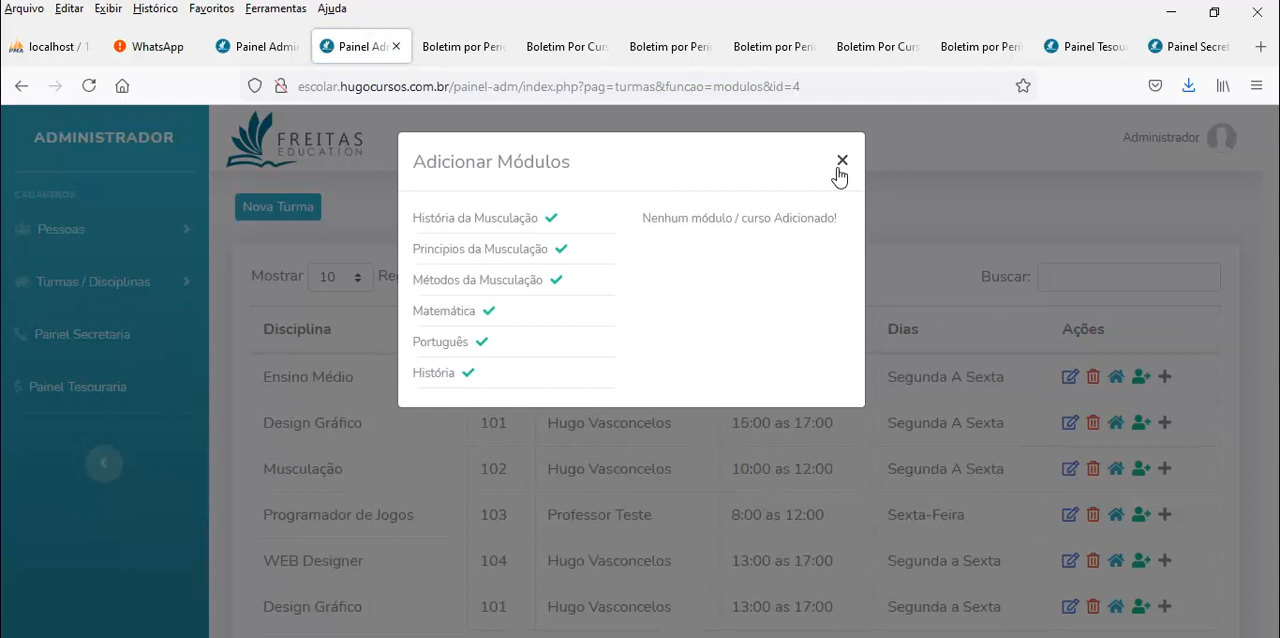 Arquivo Editar Exibir Histórico Favoritos Ferramentas Ajuda
localhost / 1 WhatsApp Painel Admi Painel Ad Boletim por Peri Boletim Por Cur Boletim por Peri Boletim por Peri Boletim Por Cur Boletim por Peri Painel Tesou Painel Secret
escolar.hugocursos.com.br/painel-adm/index.php?pag=turmas&funcao=modulos&id=4
ADMINISTRADOR
FREITAS
EDUCATION
Administrador
CADASTROS
Pessoas
Turmas / Disciplinas
Painel Secretaria
$ Painel Tesouraria
Adicionar Módulos
História da Musculação
Nenhum módulo / curso Adicionado!
Principios da Musculação
Métodos da Musculação
Matemática
Português
História
Nova Turma
Mostrar 10 Re Buscar:
Disciplina Dias Ações
Ensino Médio Segunda A Sexta
Design Gráfico 101 Hugo Vasconcelos 15:00 as 17:00 Segunda A Sexta
Musculação 102 Hugo Vasconcelos 10:00 as 12:00 Segunda A Sexta
Programador de Jogos 103 Professor Teste 8:00 as 12:00 Sexta-Feira
WEB Designer 104 Hugo Vasconcelos 13:00 as 17:00 Segunda a Sexta
Design Gráfico 101 Hugo Vasconcelos 13:00 as 17:00 Segunda a Sexta